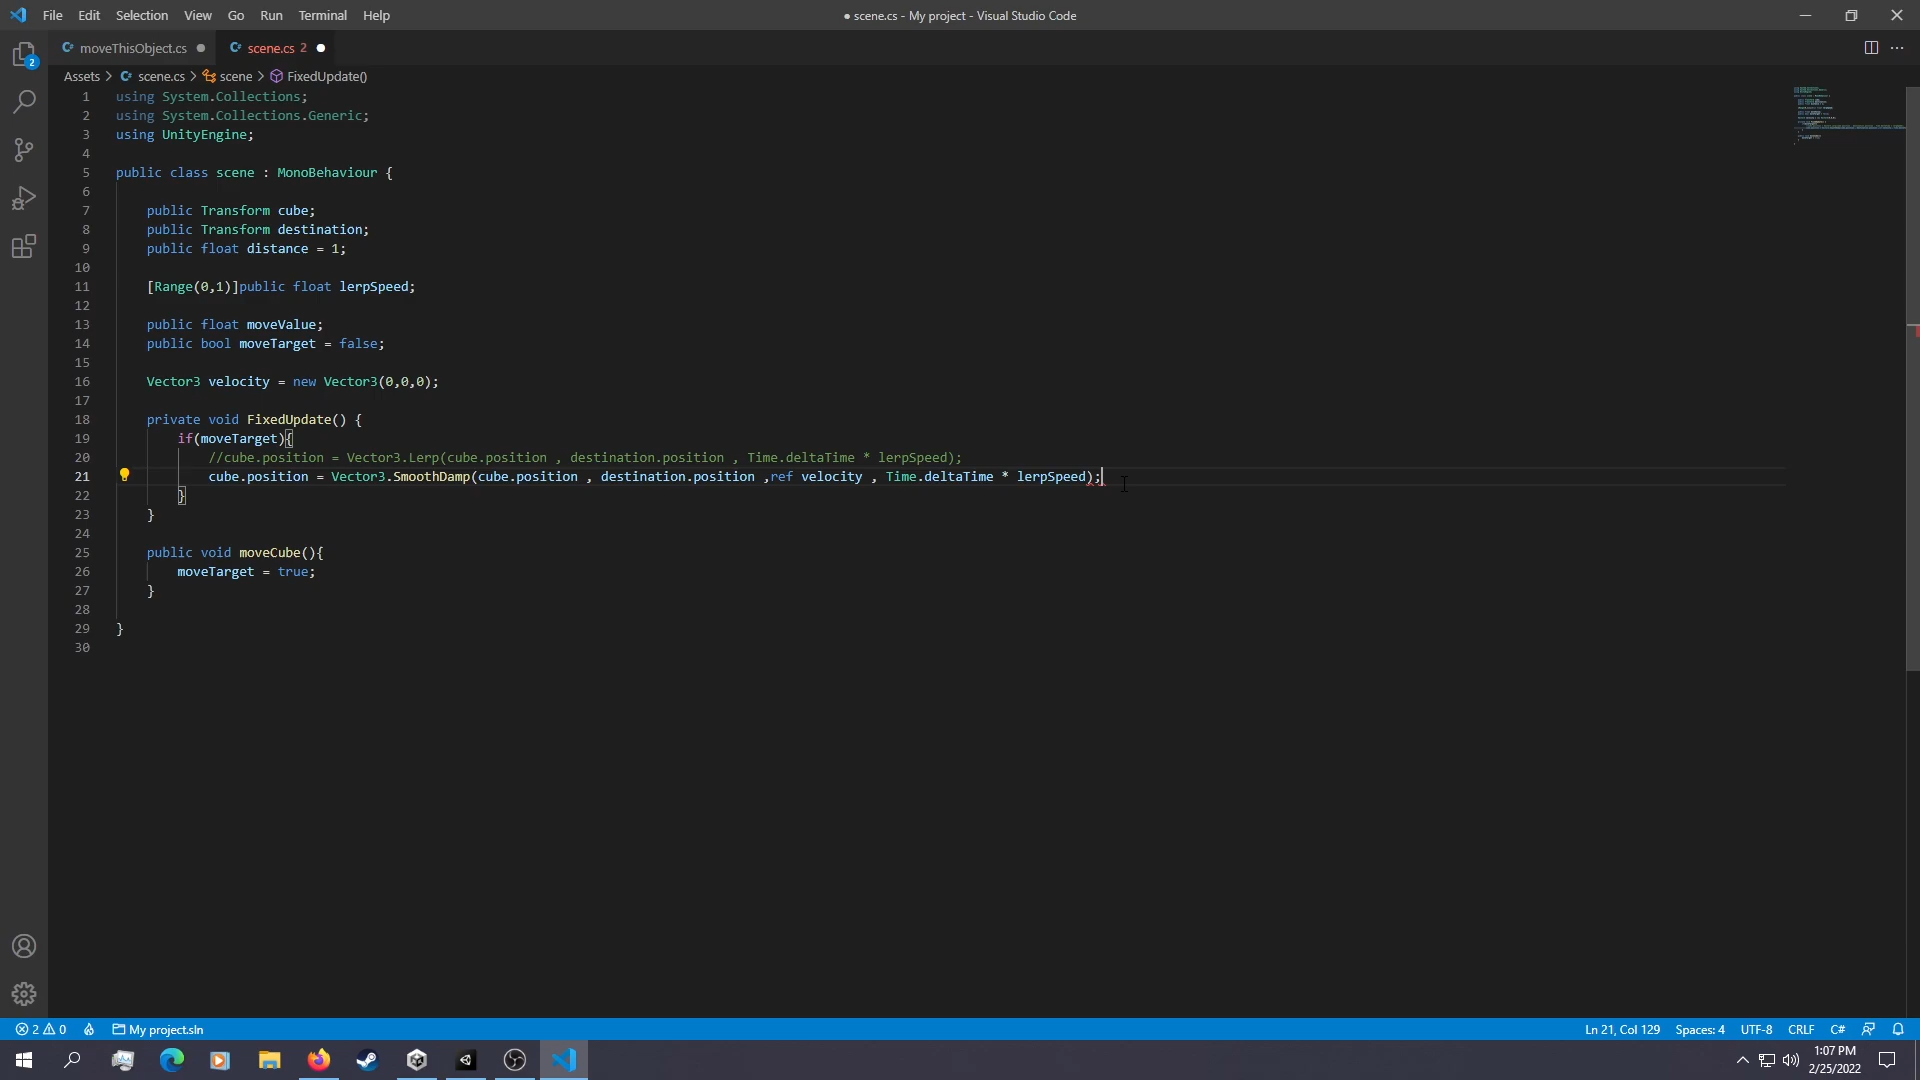 File Edit Selection View Go Run Terminal Help
● scene.cs - My project - Visual Studio Code
moveThisObject.cs ●
scene.cs 2 ●
Assets > scene.cs > scene > FixedUpdate()
1 using System.Collections;
2 using System.Collections.Generic;
3 using UnityEngine;
4
5 public class scene : MonoBehaviour {
6
7 public Transform cube;
8 public Transform destination;
9 public float distance = 1;
10
11 [Range(0,1)]public float lerpSpeed;
12
13 public float moveValue;
14 public bool moveTarget = false;
15
16 Vector3 velocity = new Vector3(0,0,0);
17
18 private void FixedUpdate() {
19 if(moveTarget){
20 //cube.position = Vector3.Lerp(cube.position , destination.position , Time.deltaTime * lerpSpeed);
21 cube.position = Vector3.SmoothDamp(cube.position , destination.position ,ref velocity , Time.deltaTime * lerpSpeed);
22 }
23 }
24
25 public void moveCube(){
26 moveTarget = true;
27 }
28
29 }
30
2
2 0 My project.sln
Ln 21, Col 129 Spaces: 4 UTF-8 CRLF C#
1:07 PM
2/25/2022